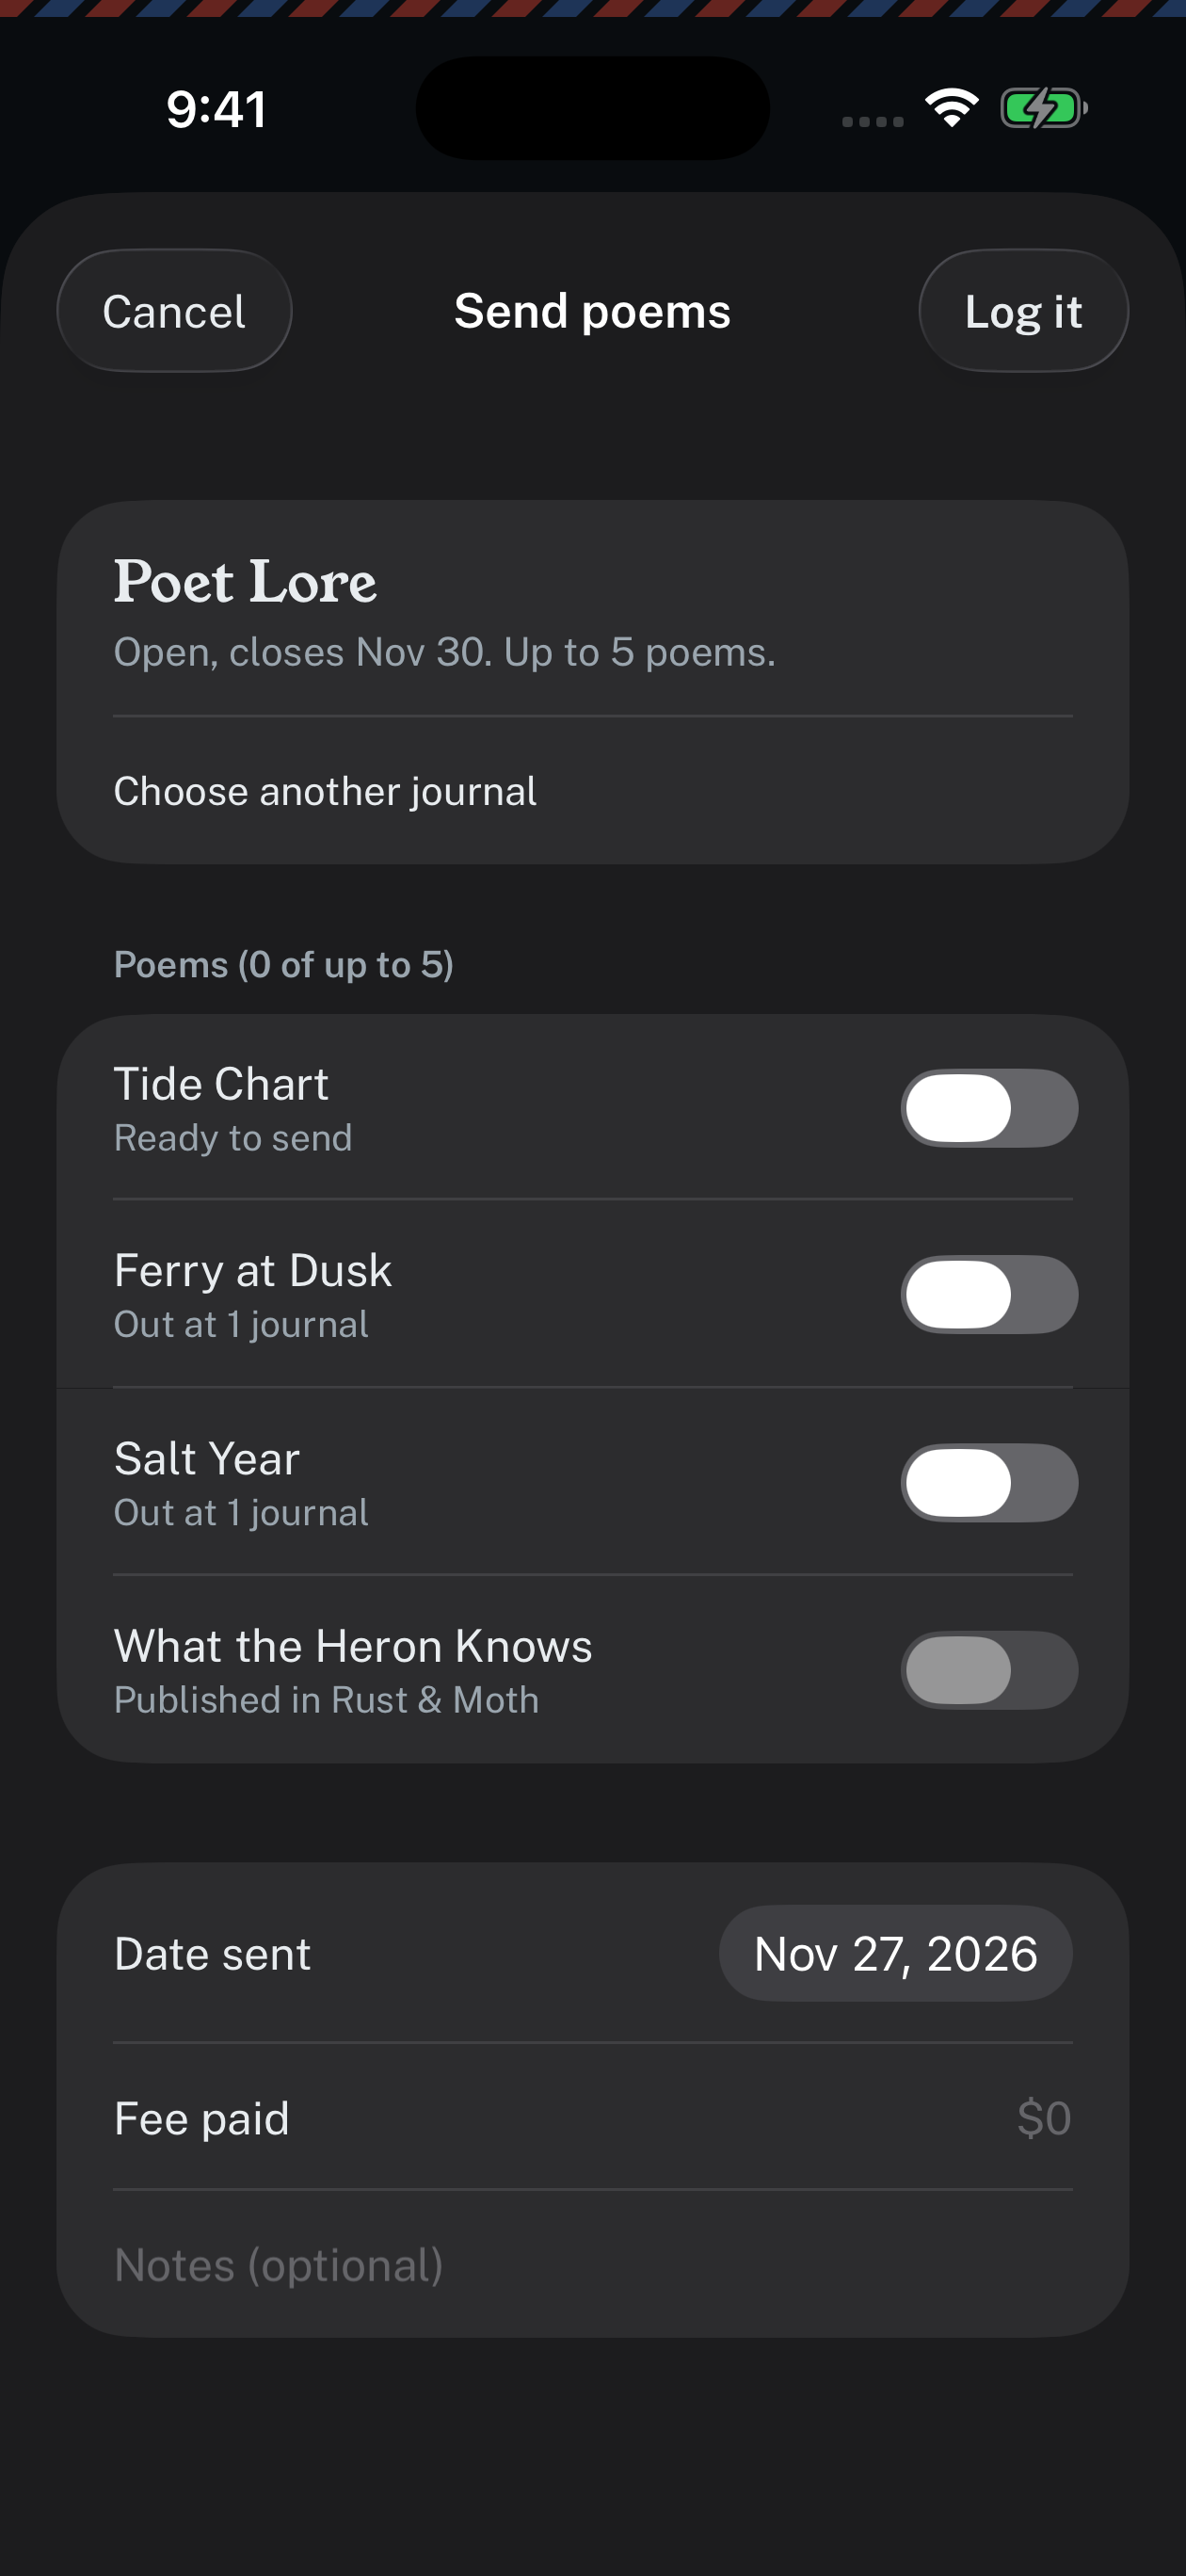 9:41
Cancel
Send poems
Log it
Poet Lore
Open, closes Nov 30. Up to 5 poems.
Choose another journal
Poems (0 of up to 5)
Tide Chart
Ready to send
Ferry at Dusk
Out at 1 journal
Salt Year
Out at 1 journal
What the Heron Knows
Published in Rust & Moth
Date sent
Nov 27, 2026
Fee paid
$0
Notes (optional)